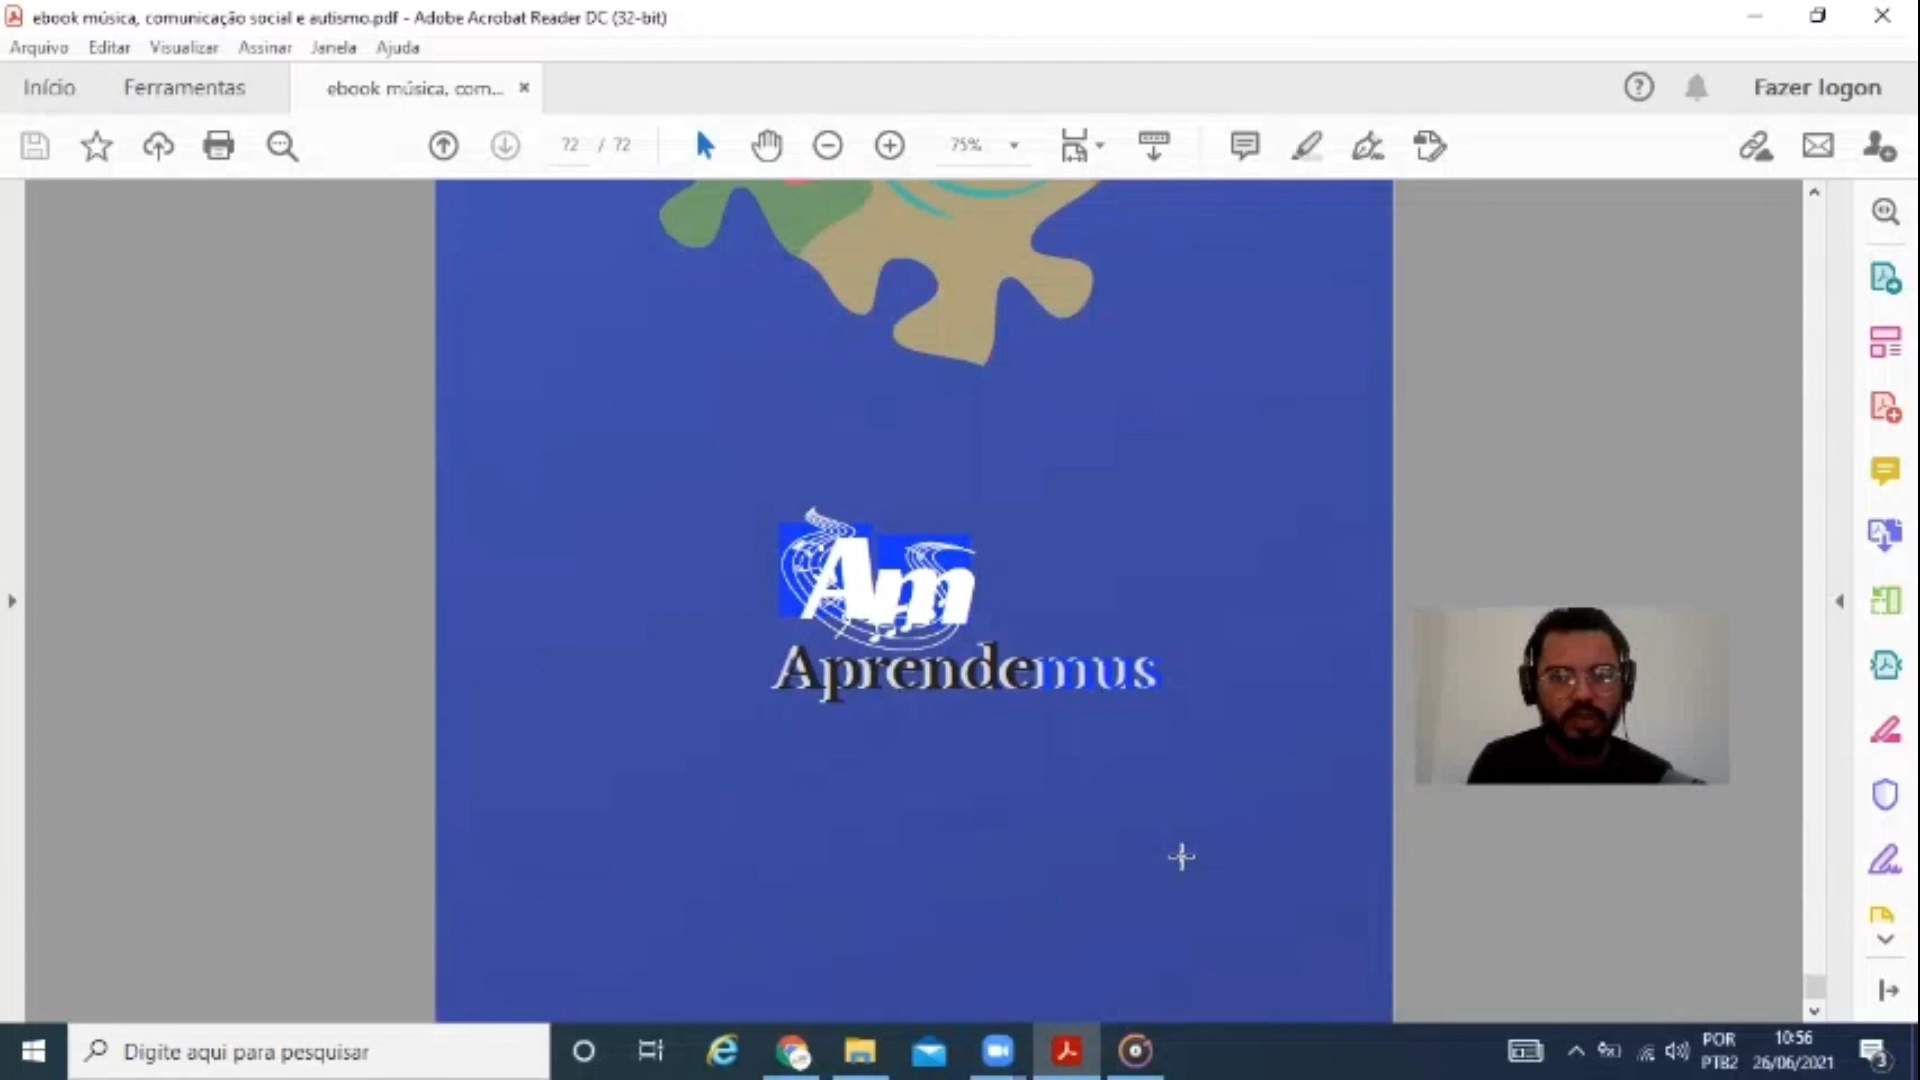 ebook música, comunicação social e autismo.pdf - Adobe Acrobat Reader DC (32-bit)
Arquivo Editar Visualizar Assinar Janela Ajuda
Início Ferramentas ebook música, com... Fazer logon
72 / 72 75%
Am
Aprendemus
Digite aqui para pesquisar
POR 10:56
PTB2 26/06/2021 3